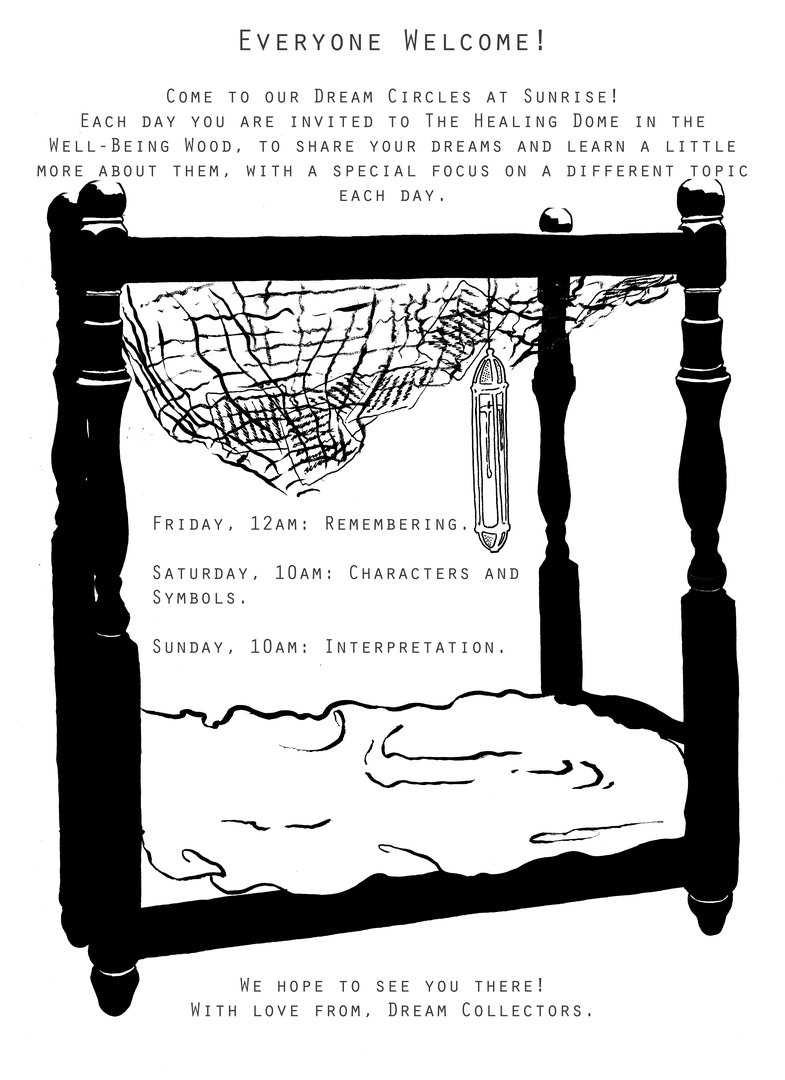 Everyone Welcome!
Come to our Dream Circles at Sunrise!
Each day you are invited to The Healing Dome in the
Well-Being Wood, to share your dreams and learn a little
more about them, with a special focus on a different topic
each day.
Friday, 12am: Remembering.
Saturday, 10am: Characters and
Symbols.
Sunday, 10am: Interpretation.
We hope to see you there!
With love from, Dream Collectors.